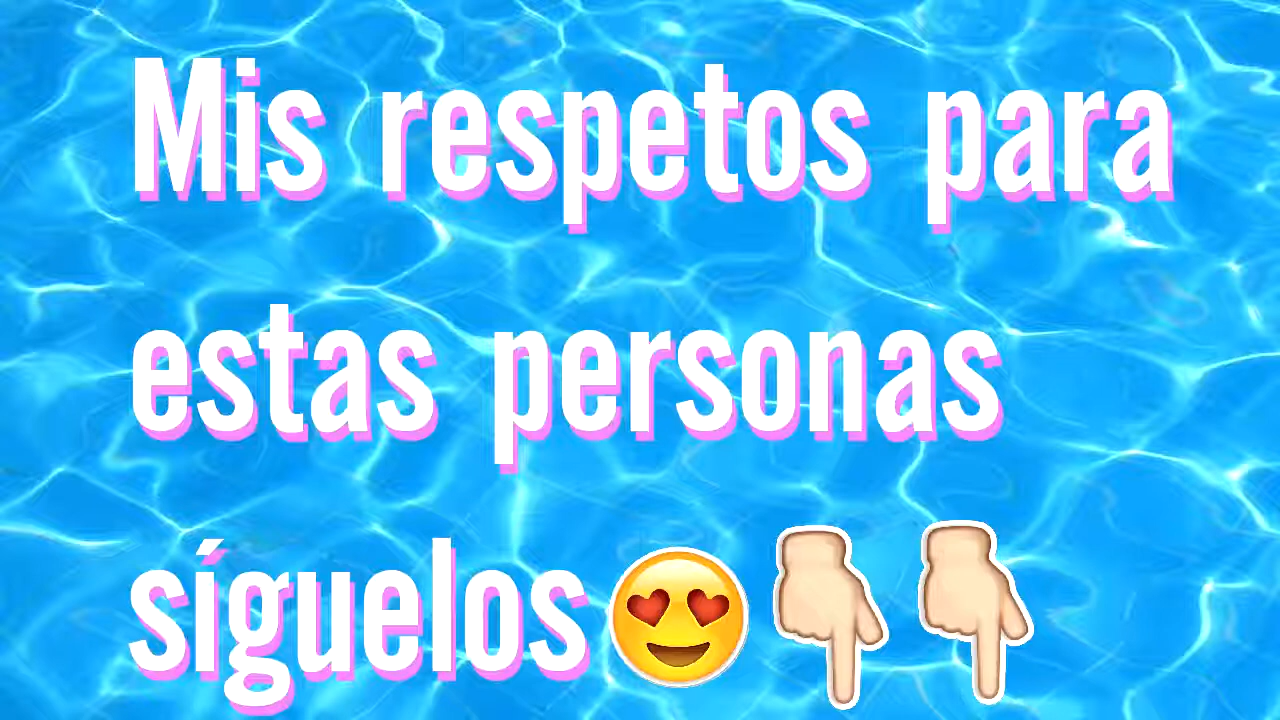 Mis respetos para
estas personas
síguelos😍👇🏻👇🏻